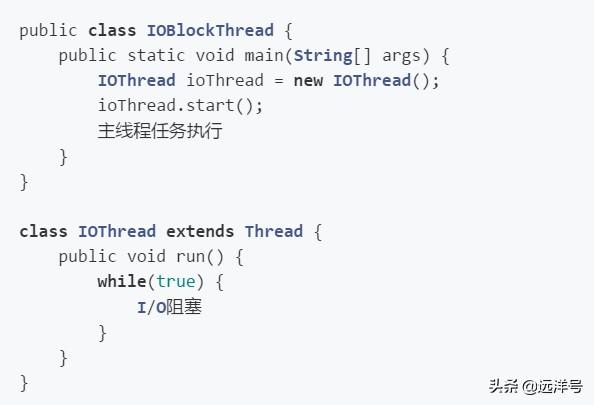 public class IOBlockThread {
    public static void main(String[] args) {
        IOThread ioThread = new IOThread();
        ioThread.start();
        主线程任务执行
    }
}

class IOThread extends Thread {
    public void run() {
        while(true) {
            I/O阻塞
        }
    }
}
头条 @远洋号